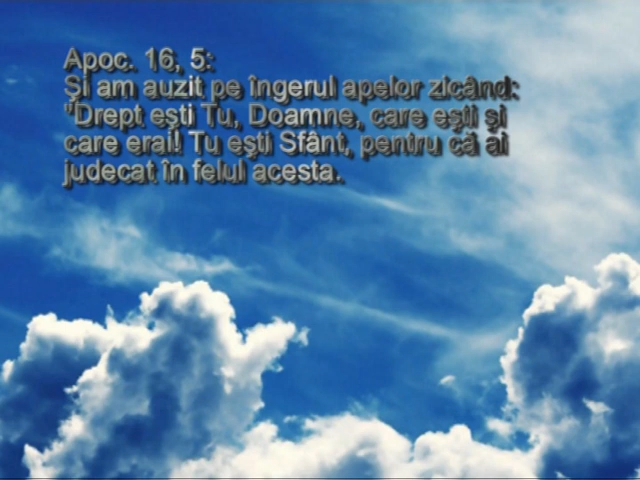 Apoc. 16, 5:
Şi am auzit pe îngerul apelor zicând:
"Drept eşti Tu, Doamne, care eşti şi
care erai! Tu eşti Sfânt, pentru că ai
judecat în felul acesta.